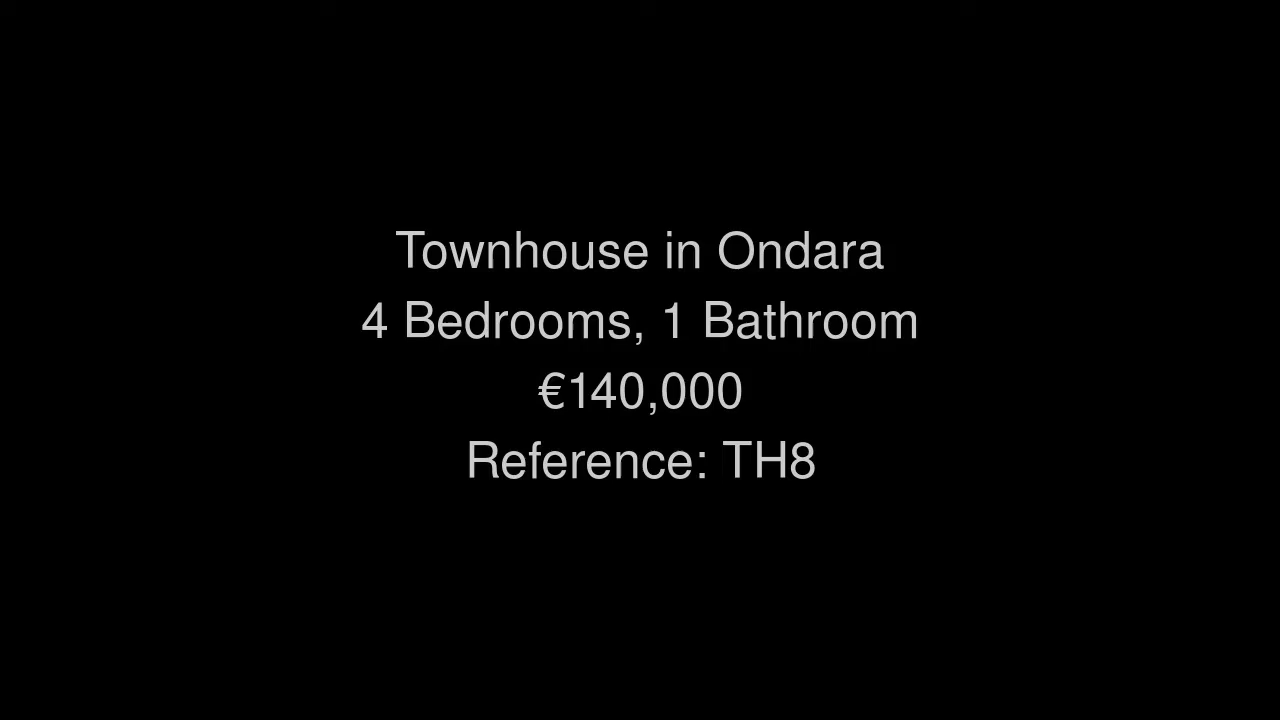 Townhouse in Ondara
4 Bedrooms, 1 Bathroom
€140,000
Reference: TH8